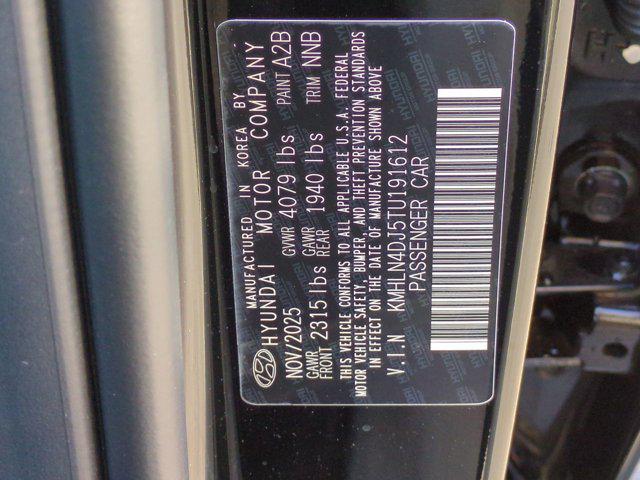 MANUFACTURED IN KOREA BY
HYUNDAI MOTOR COMPANY
NOV/2025 GVWR 4079 lbs PAINT A2B
GAWR FRONT 2315 lbs GAWR REAR 1940 lbs TRIM NNB
THIS VEHICLE CONFORMS TO ALL APPLICABLE U.S.A. FEDERAL
MOTOR VEHICLE SAFETY, BUMPER, AND THEFT PREVENTION STANDARDS
IN EFFECT ON THE DATE OF MANUFACTURE SHOWN ABOVE
V.I.N KMHLN4DJ5TU191612
PASSENGER CAR